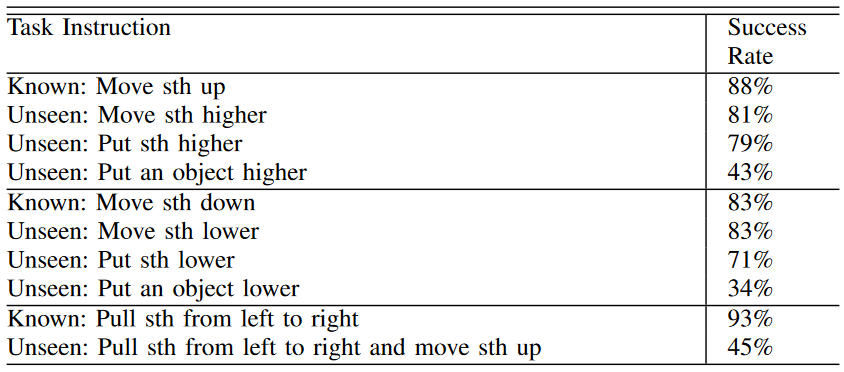 Task Instruction Success
Rate
Known: Move sth up 88%
Unseen: Move sth higher 81%
Unseen: Put sth higher 79%
Unseen: Put an object higher 43%
Known: Move sth down 83%
Unseen: Move sth lower 83%
Unseen: Put sth lower 71%
Unseen: Put an object lower 34%
Known: Pull sth from left to right 93%
Unseen: Pull sth from left to right and move sth up 45%